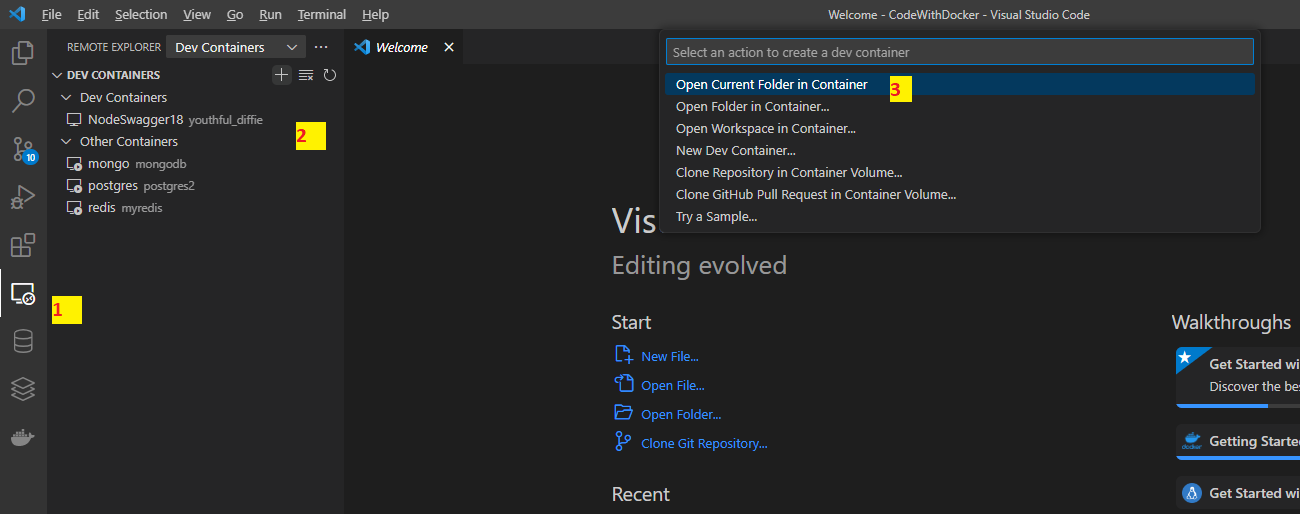 File Edit Selection View Go Run Terminal Help Welcome - CodeWithDocker - Visual Studio Code
REMOTE EXPLORER Dev Containers
Welcome
Select an action to create a dev container
DEV CONTAINERS
Open Current Folder in Container 3
Dev Containers
Open Folder in Container...
NodeSwagger18 youthful_diffie
Open Workspace in Container...
2
Other Containers
New Dev Container...
10
mongo mongodb
Clone Repository in Container Volume...
postgres postgres2
Clone GitHub Pull Request in Container Volume...
redis myredis
Try a Sample...
Vis
Editing evolved
1
Start
Walkthroughs
New File...
Get Started wi
Open File...
Discover the bes
Open Folder...
Clone Git Repository...
docker
Getting Starte
Recent
Get Started wi